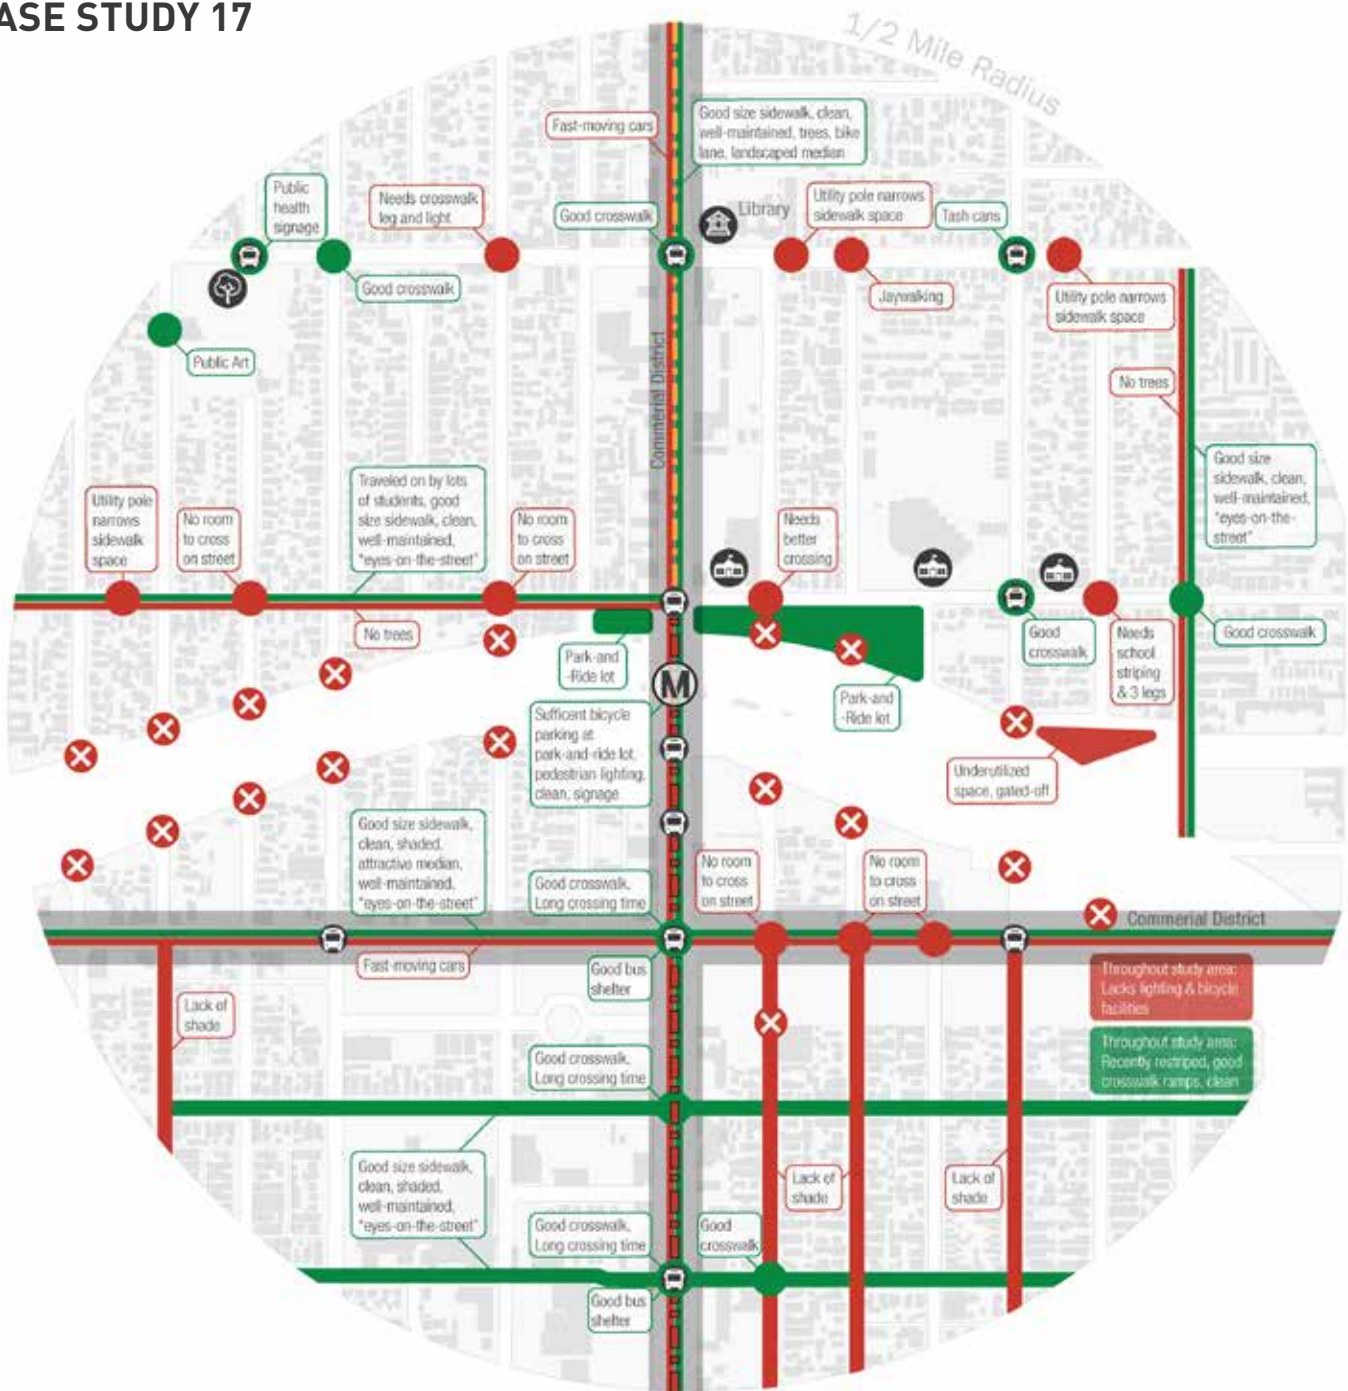 ASE STUDY 17
1/2 Mile Radius
Fast-moving cars
Good size sidewalk, clean,
well-maintained, trees, bike
lane, landscaped median
Public
health
signage
Needs crosswalk
leg and light
Good crosswalk
Library
Utility pole narrows
sidewalk space
Tash cans
Good crosswalk
Jaywalking
Utility pole narrows
sidewalk space
Public Art
Commerial District
No trees
Good size
sidewalk, clean,
well-maintained,
"eyes-on-the-
street"
Utility pole
narrows
sidewalk
space
No room
to cross
on street
Traveled on by lots
of students, good
size sidewalk, clean,
well-maintained,
"eyes-on-the-street"
No room
to cross
on street
Needs
better
crossing
No trees
Park-and
-Ride lot
Good
crosswalk
Needs
school
striping
& 3 legs
Good crosswalk
M
Park-and
-Ride lot
Sufficent bicycle
parking at
park-and-ride lot,
pedestrian lighting,
clean, signage
Underutilized
space, gated-off
Good size sidewalk,
clean, shaded,
attractive median,
well-maintained,
"eyes-on-the-street"
Good crosswalk,
Long crossing time
No room
to cross
on street
No room
to cross
on street
Commerial District
Fast-moving cars
Good bus
shelter
Throughout study area:
Lacks lighting & bicycle
facilities
Lack of
shade
Throughout study area:
Recently restriped, good
crosswalk ramps, clean
Good crosswalk,
Long crossing time
Good size sidewalk,
clean, shaded,
well-maintained,
"eyes-on-the-street"
Lack of
shade
Lack of
shade
Good crosswalk,
Long crossing time
Good
crosswalk
Good bus
shelter